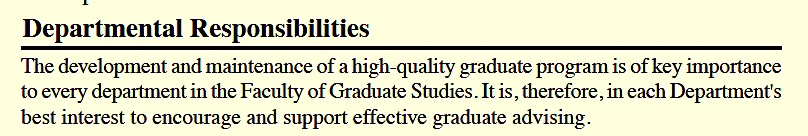 Departmental Responsibilities
The development and maintenance of a high-quality graduate program is of key importance
to every department in the Faculty of Graduate Studies. It is, therefore, in each Department's
best interest to encourage and support effective graduate advising.